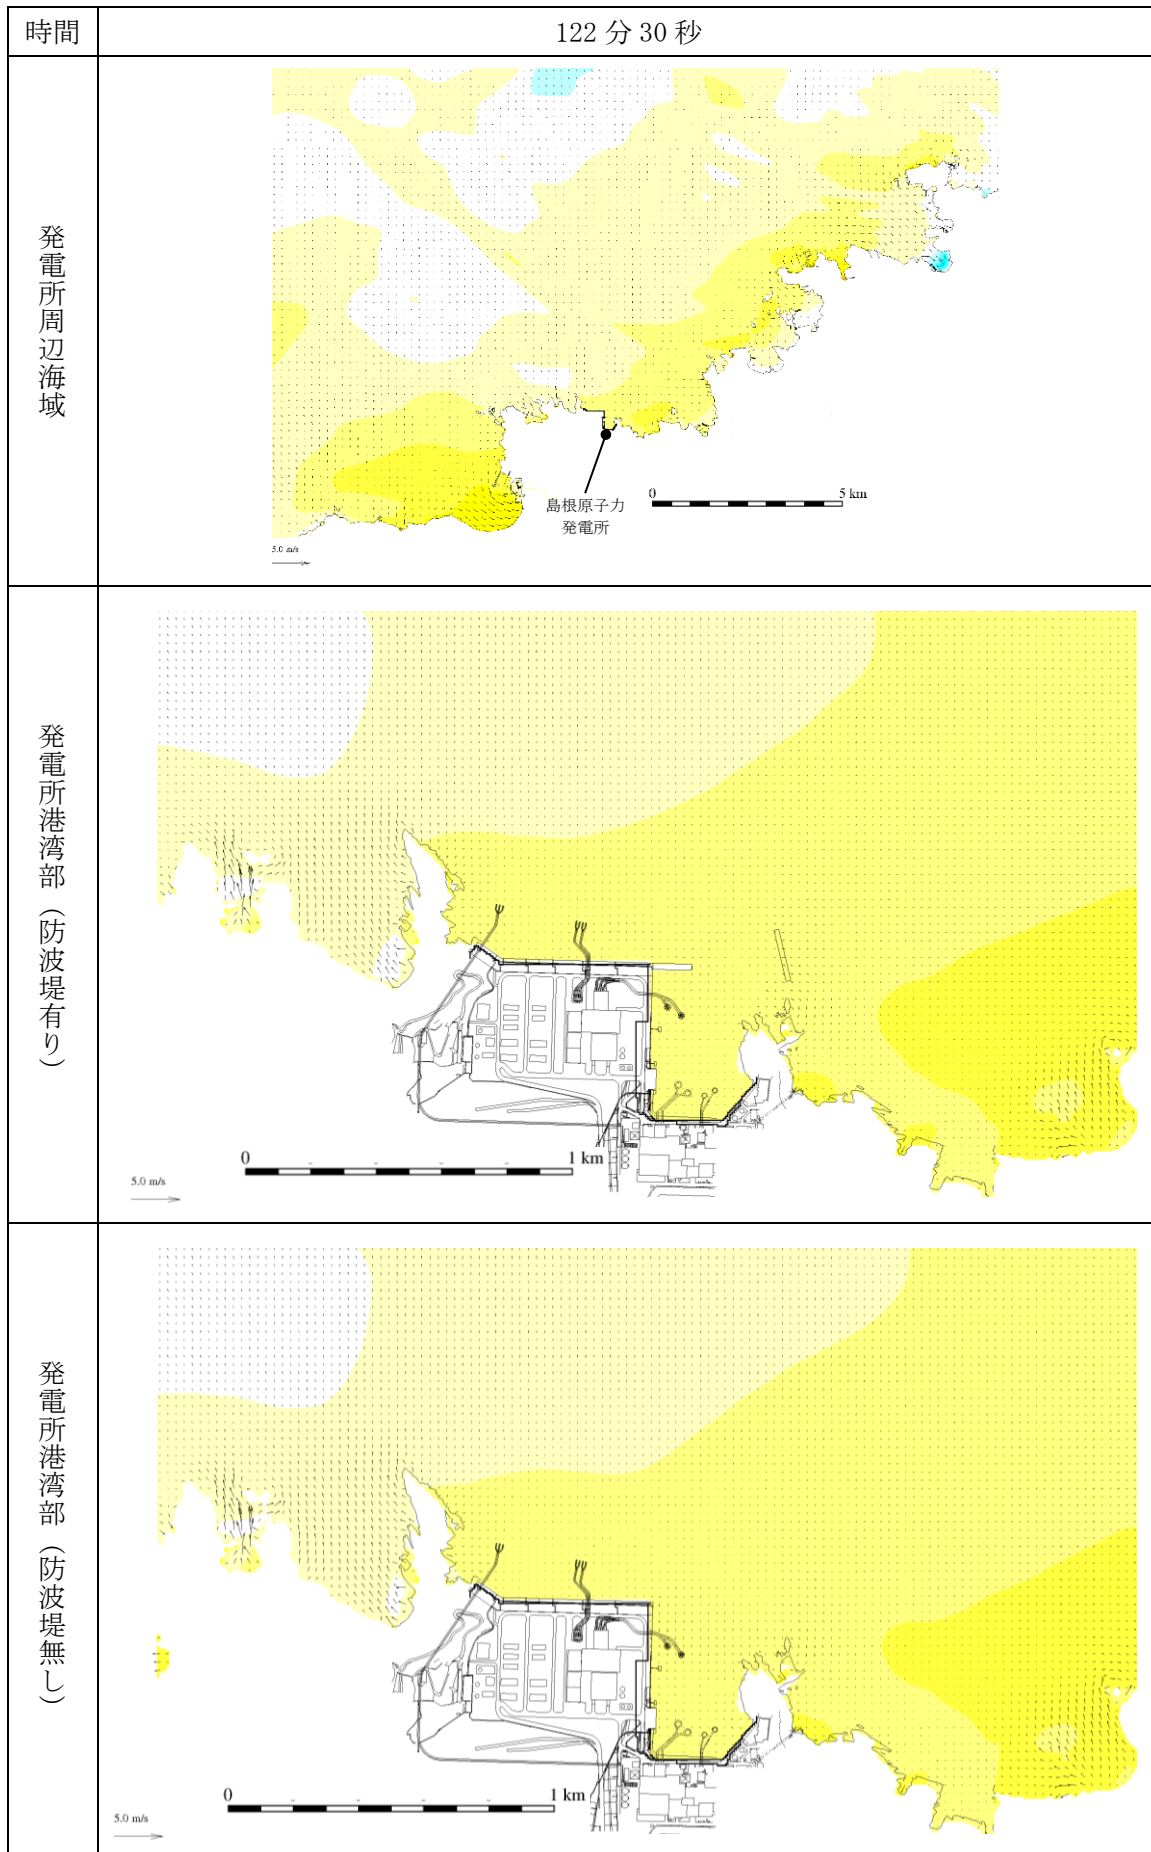 時間
122 分 30 秒
発電所周辺海域
島根原子力
発電所
0 5 km
5.0 m/s
発電所港湾部（防波堤有り）
0 1 km
5.0 m/s
発電所港湾部（防波堤無し）
0 1 km
5.0 m/s